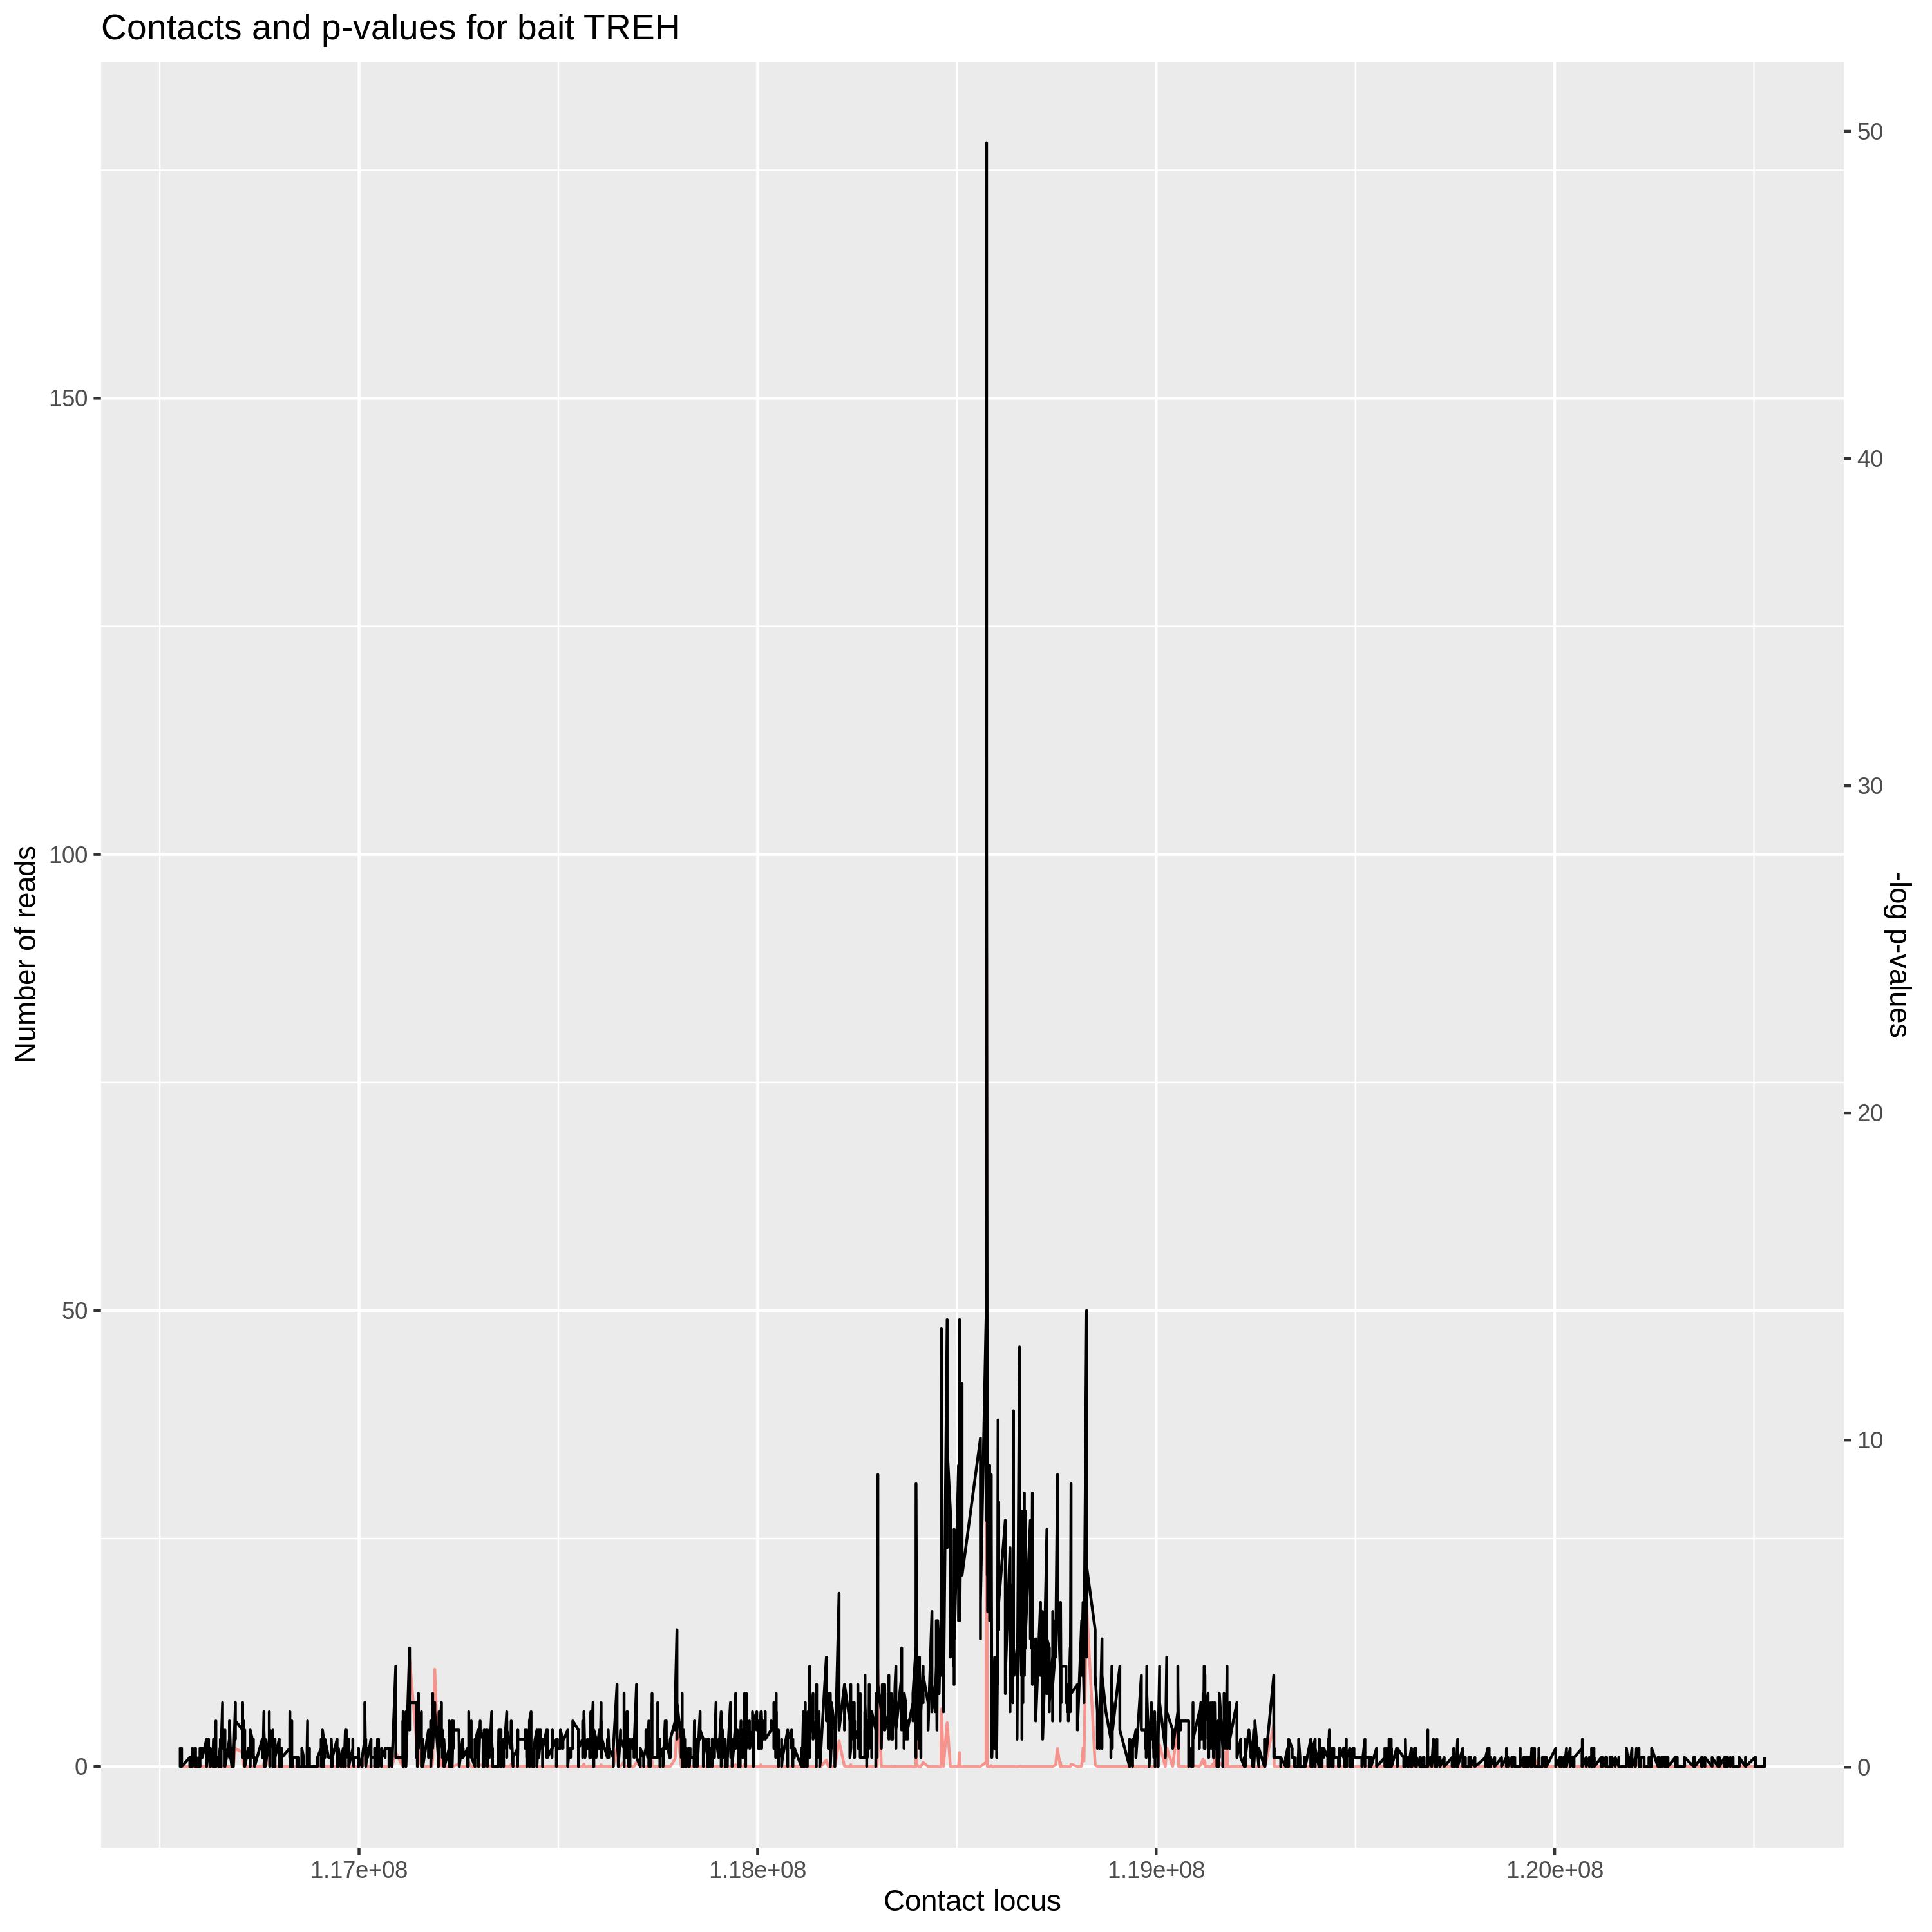 Contacts and p-values for bait TREH
Number of reads
150
100
50
0
50
40
30
20
10
0
-log p-values
1.17e+08
1.18e+08
1.19e+08
1.20e+08
Contact locus